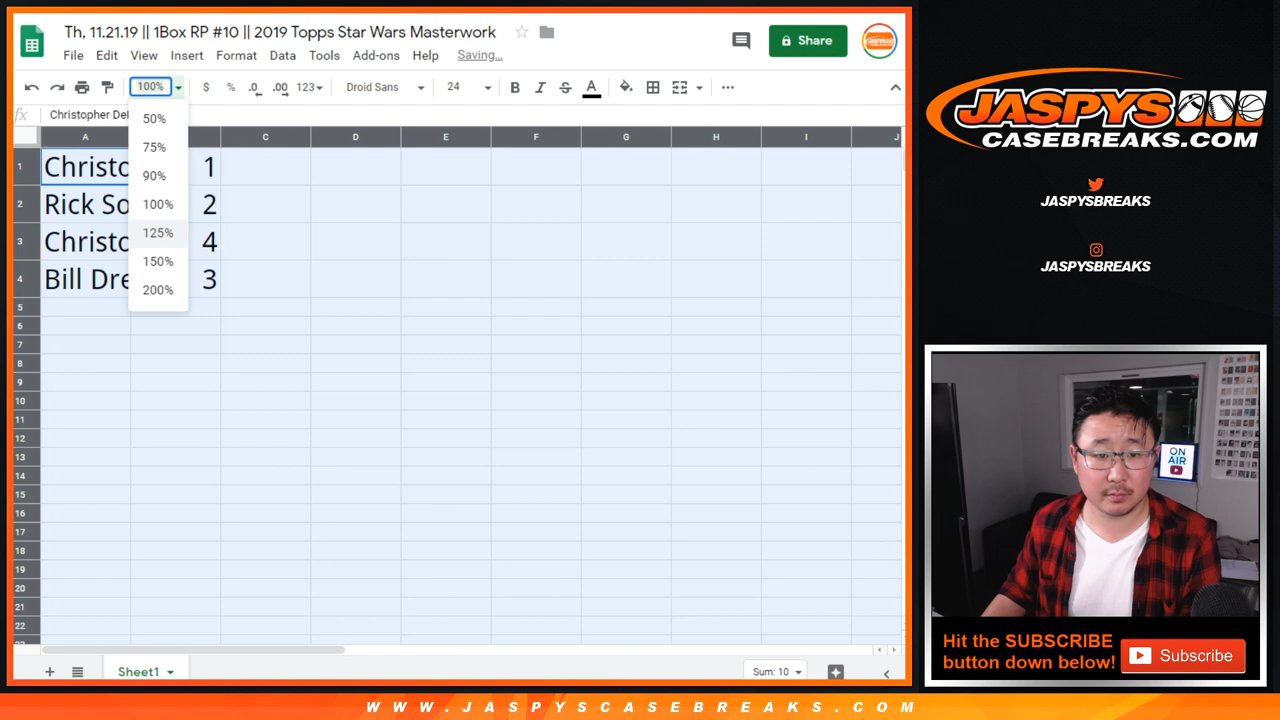 Th, 11.21.19 || 1Box RP #10 || 2019 Topps Star Wars Masterwork
File Edit View Insert Format Data Tools Add-ons Help Saving...
Share
100% $ % .0 .00 123 Droid Sans 24 B I S A
fx Christopher Del
50%
75%
90%
100%
125%
150%
200%
A C D E F G H I J
1 Christo 1
2 Rick So 2
3 Christo 4
4 Bill Dre 3
5
6
7
8
9
10
11
12
13
14
15
16
17
18
19
20
21
22
Sheet1
Sum: 10
JASPYS
CASEBREAKS.COM
JASPYSBREAKS
JASPYSBREAKS
ON
AIR
Hit the SUBSCRIBE
button down below!
Subscribe
WWW.JASPYSCASEBREAKS.COM